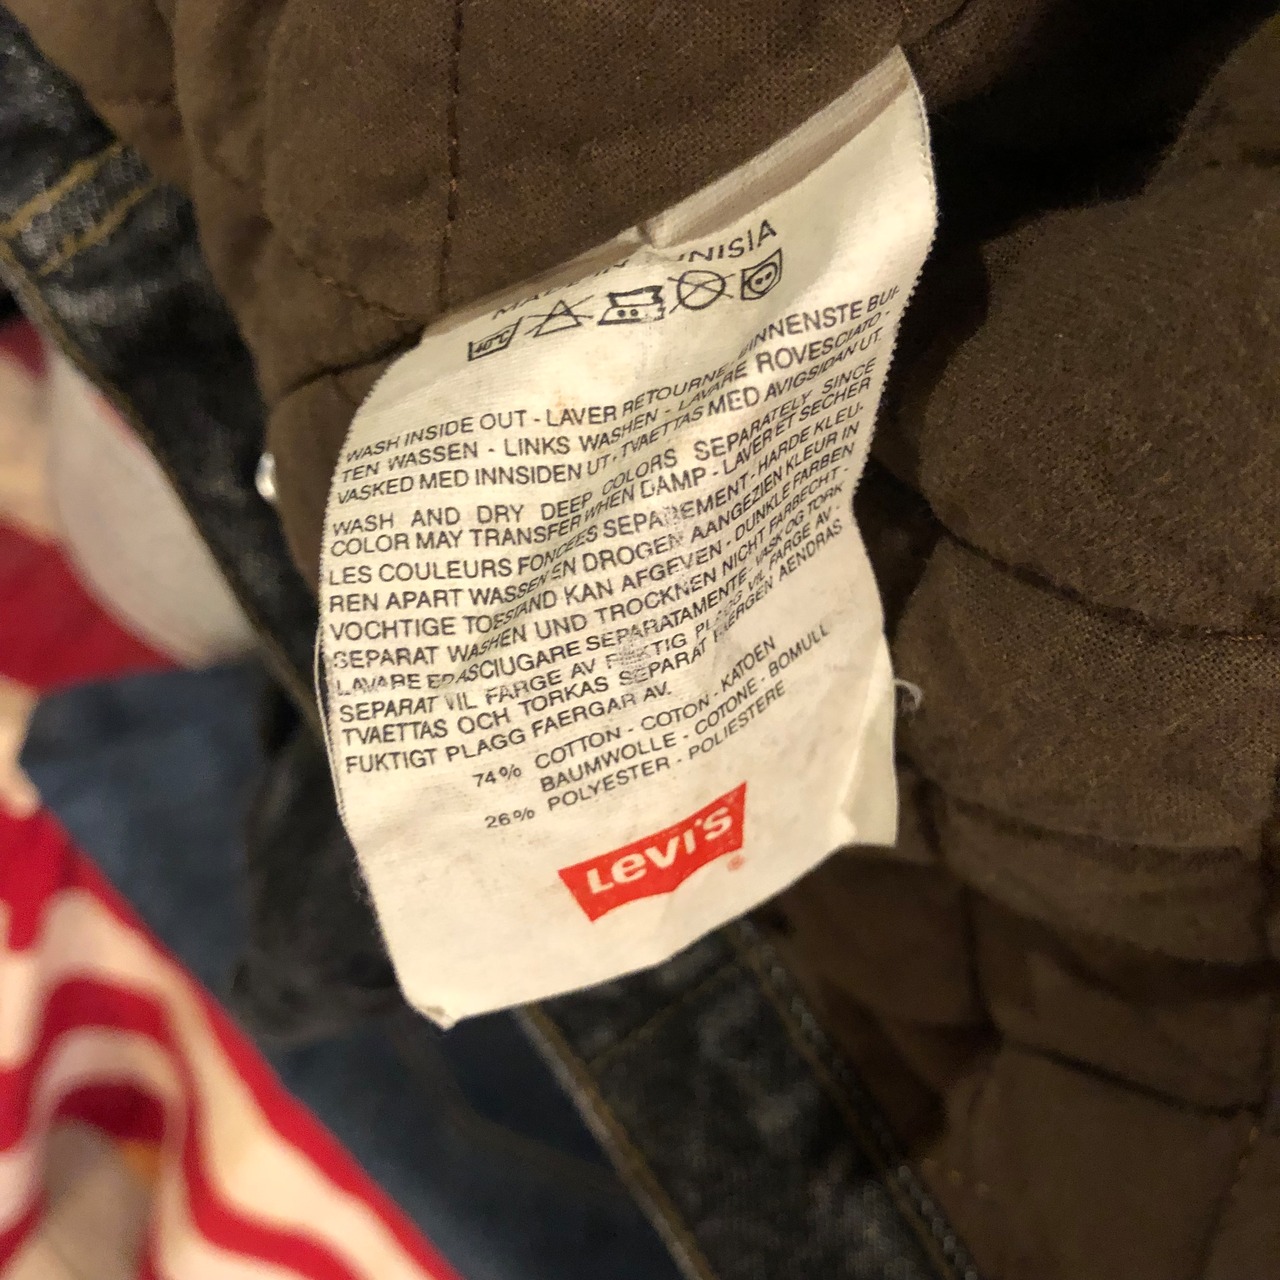 MADE IN TUNISIA
40°C
WASH INSIDE OUT - LAVER RETOURNE - BINNENSTE BUI-
TEN WASSEN - LINKS WASHEN - LAVARE ROVESCIATO -
VASKED MED INNSIDEN UT - TVAETTAS MED AVIGSIDAN UT.
WASH AND DRY DEEP COLORS SEPARATELY SINCE
COLOR MAY TRANSFER WHEN DAMP - LAVER ET SECHER
LES COULEURS FONCEES SEPAREMENT - HARDE KLEU-
REN APART WASSEN EN DROGEN AANGEZIEN KLEUR IN
VOCHTIGE TOESTAND KAN AFGEVEN - DUNKLE FARBEN
SEPARAT WASHEN UND TROCKNEN NICHT FARBECHT -
LAVARE ED ASCIUGARE SEPARATAMENTE - VASK OG TORK
SEPARAT VIL FARGE AV FUKTIG PLAGG VIL FARGE AV -
TVAETTAS OCH TORKAS SEPARAT FAERGEN AENDRAS
FUKTIGT PLAGG FAERGAR AV.
74% COTTON - COTON - KATOEN
BAUMWOLLE - COTONE - BOMULL
26% POLYESTER - POLIESTERE
LEVI'S ®